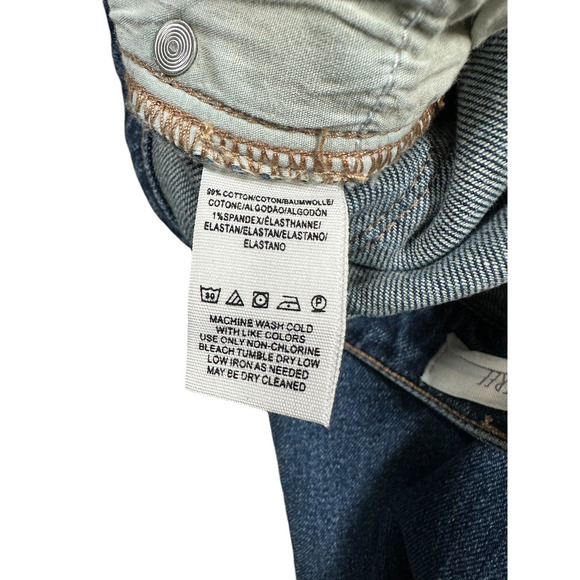 99% COTTON/COTON/BAUMWOLLE/
COTONE/ALGODÃO/ALGODÓN
1% SPANDEX/ÉLASTHANNE/
ELASTAN/ELASTAN/ELASTANO/
ELASTANO
30 P
MACHINE WASH COLD
WITH LIKE COLORS
USE ONLY NON-CHLORINE
BLEACH TUMBLE DRY LOW
LOW IRON AS NEEDED
MAY BE DRY CLEANED